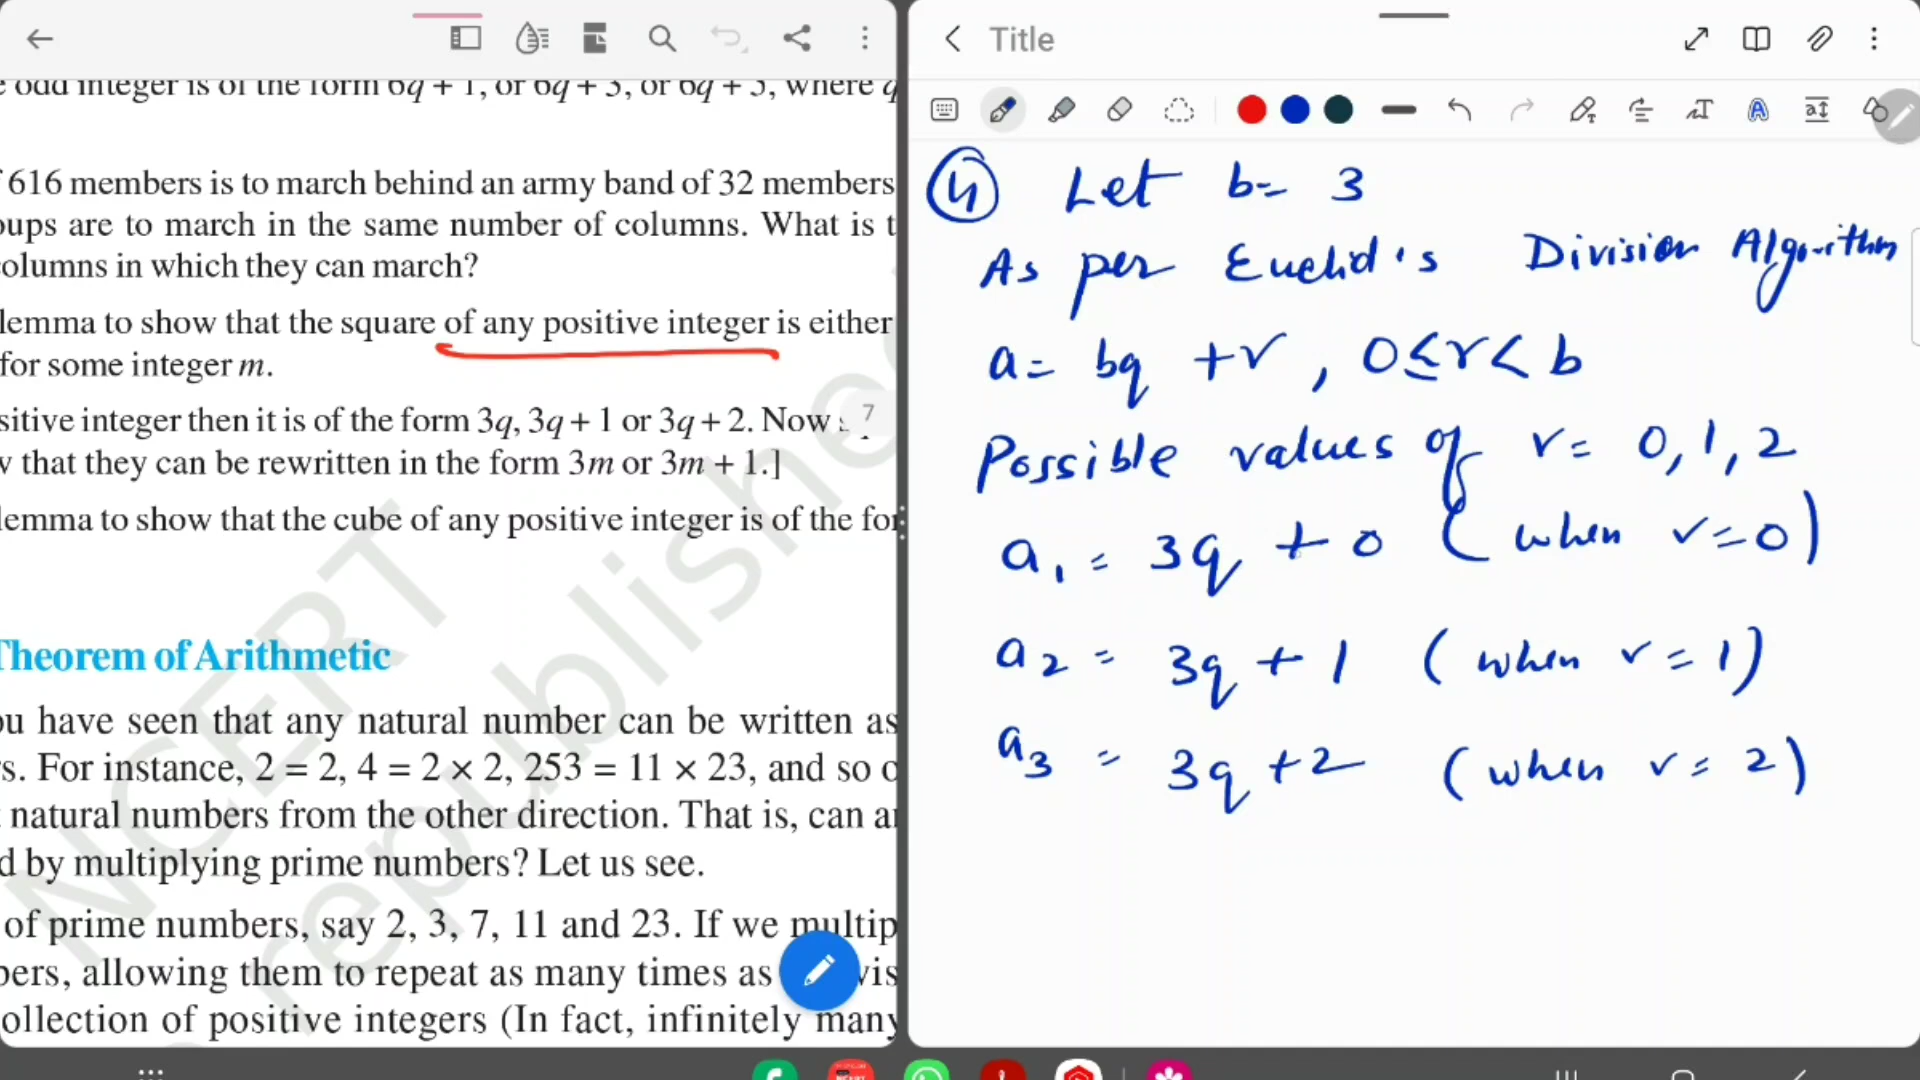 odd integer is of the form 6q + 1, or 6q + 3, or 6q + 5, where q
616 members is to march behind an army band of 32 members
oups are to march in the same number of columns. What is t
olumns in which they can march?
lemma to show that the square of any positive integer is either
for some integer m.
sitive integer then it is of the form 3q, 3q + 1 or 3q + 2. Now
7
w that they can be rewritten in the form 3m or 3m + 1.]
lemma to show that the cube of any positive integer is of the for
Theorem of Arithmetic
ou have seen that any natural number can be written as
s. For instance, 2 = 2, 4 = 2 × 2, 253 = 11 × 23, and so o
natural numbers from the other direction. That is, can an
d by multiplying prime numbers? Let us see.
of prime numbers, say 2, 3, 7, 11 and 23. If we multip
bers, allowing them to repeat as many times as wis
ollection of positive integers (In fact, infinitely many
NCERT
republishe
Title
4 Let b= 3
As per Euclid's Division Algorithm
a= bq +r , 0≤r< b
Possible values of r= 0, 1, 2
a1 = 3q + 0 (when r=0)
a2 = 3q + 1 (when r=1)
a3 = 3q +2 (when r= 2)